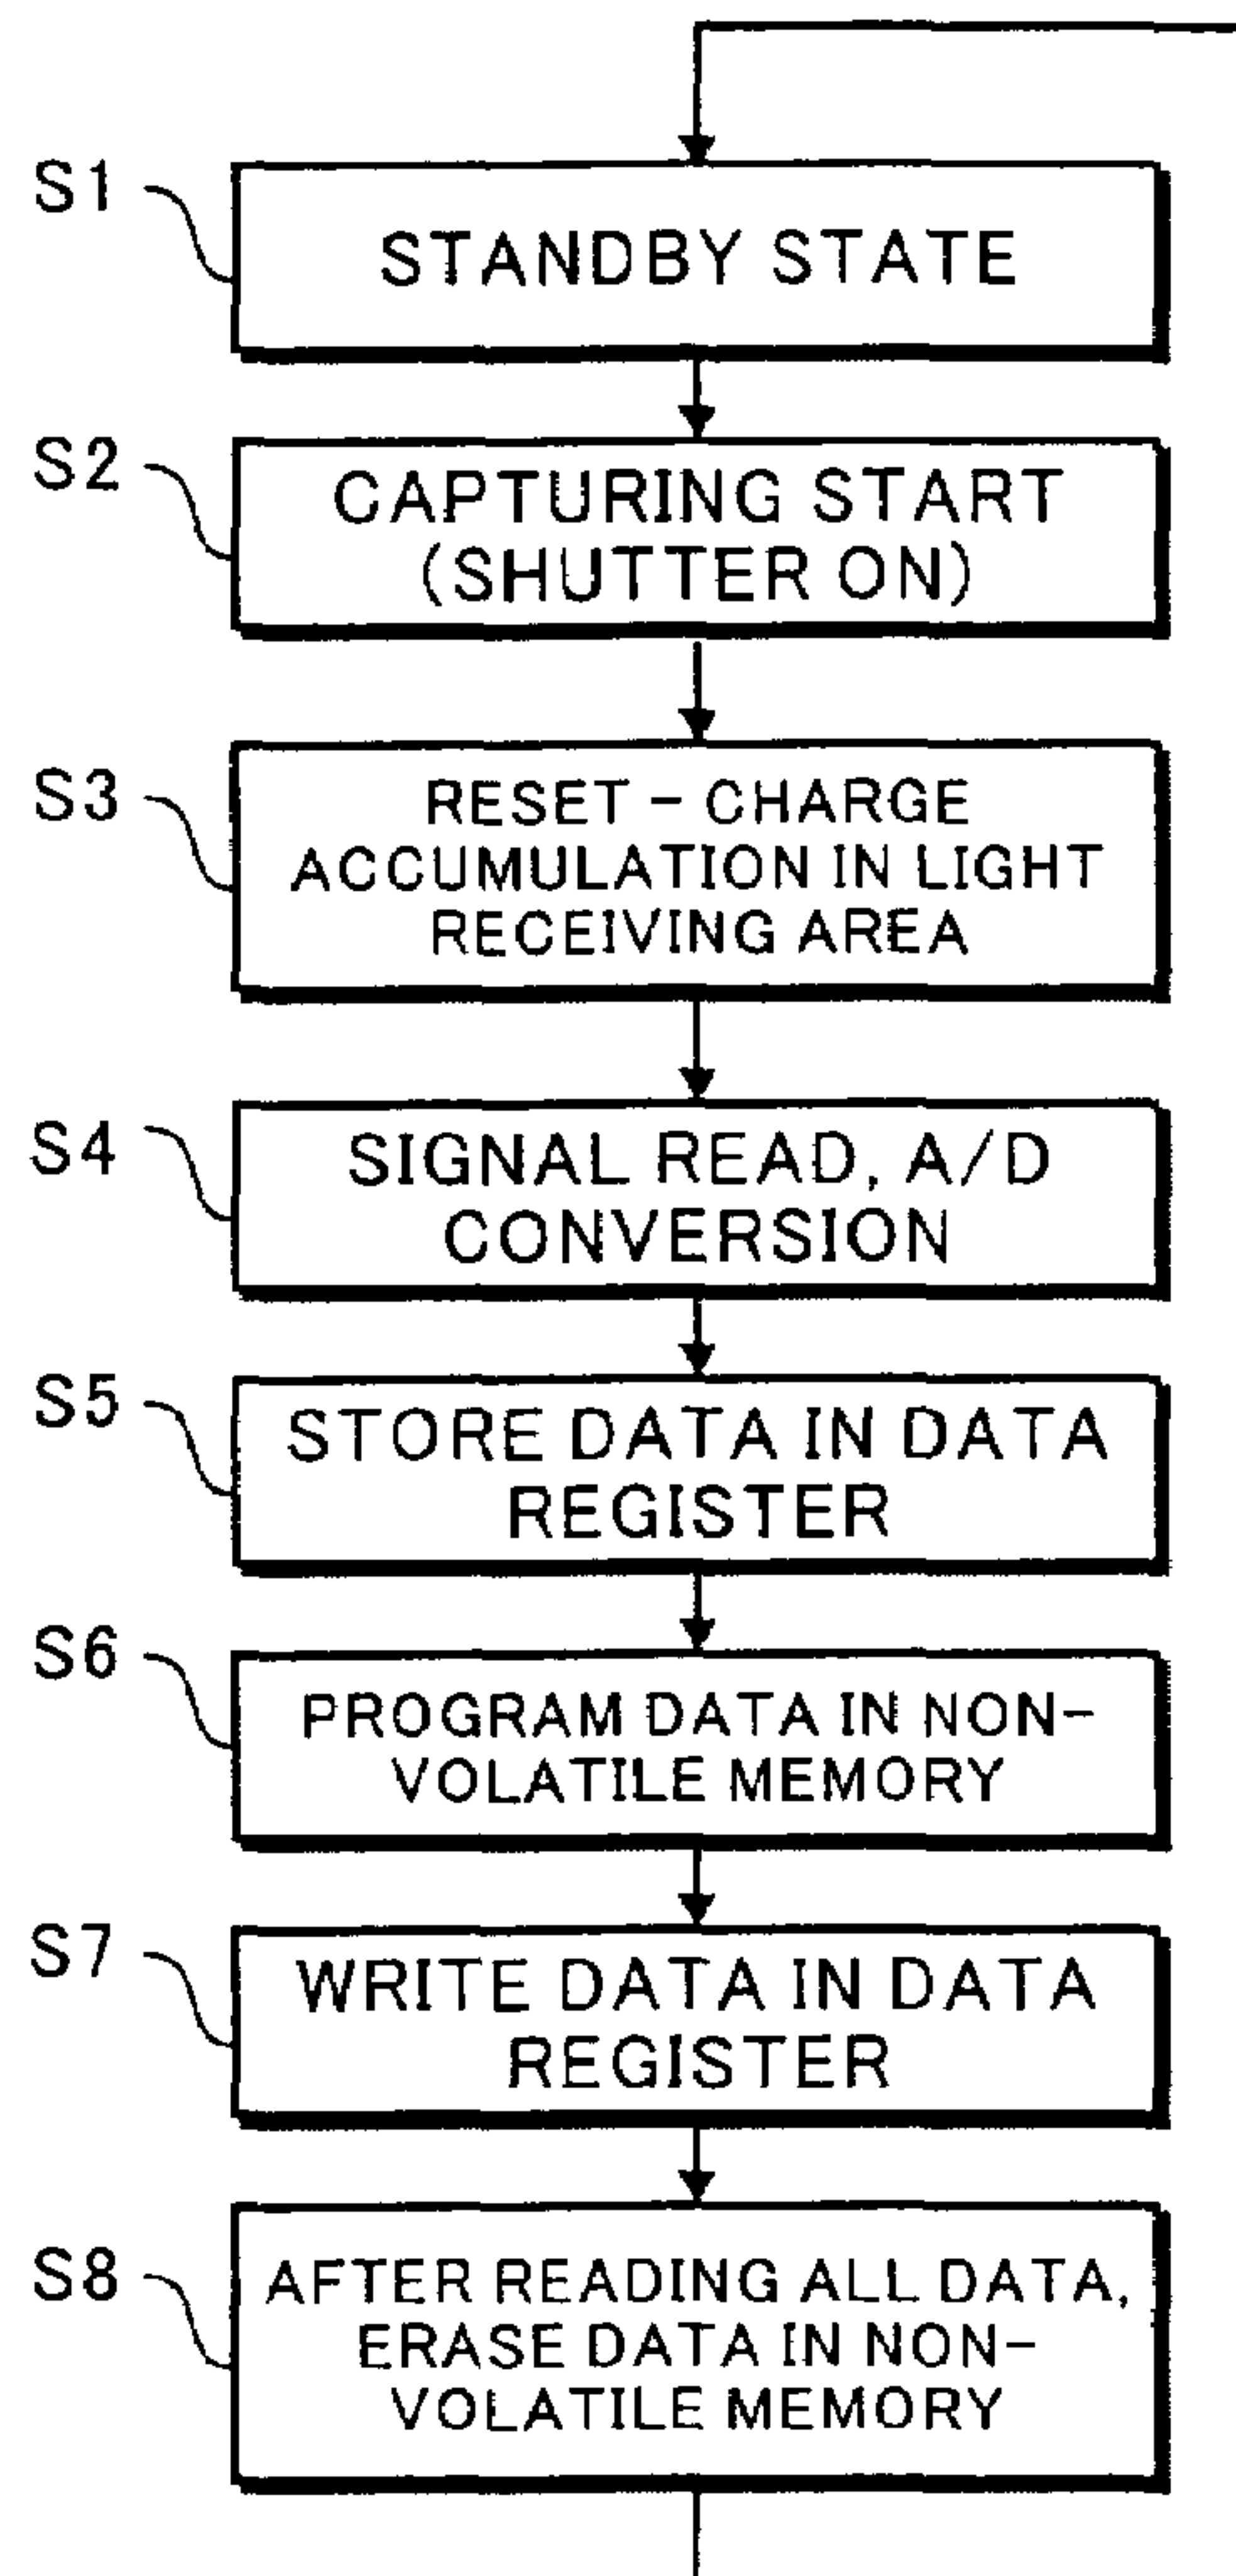 S1
STANDBY STATE
S2
CAPTURING START
(SHUTTER ON)
S3
RESET - CHARGE
ACCUMULATION IN LIGHT
RECEIVING AREA
S4
SIGNAL READ, A/D
CONVERSION
S5
STORE DATA IN DATA
REGISTER
S6
PROGRAM DATA IN NON-
VOLATILE MEMORY
S7
WRITE DATA IN DATA
REGISTER
S8
AFTER READING ALL DATA,
ERASE DATA IN NON-
VOLATILE MEMORY